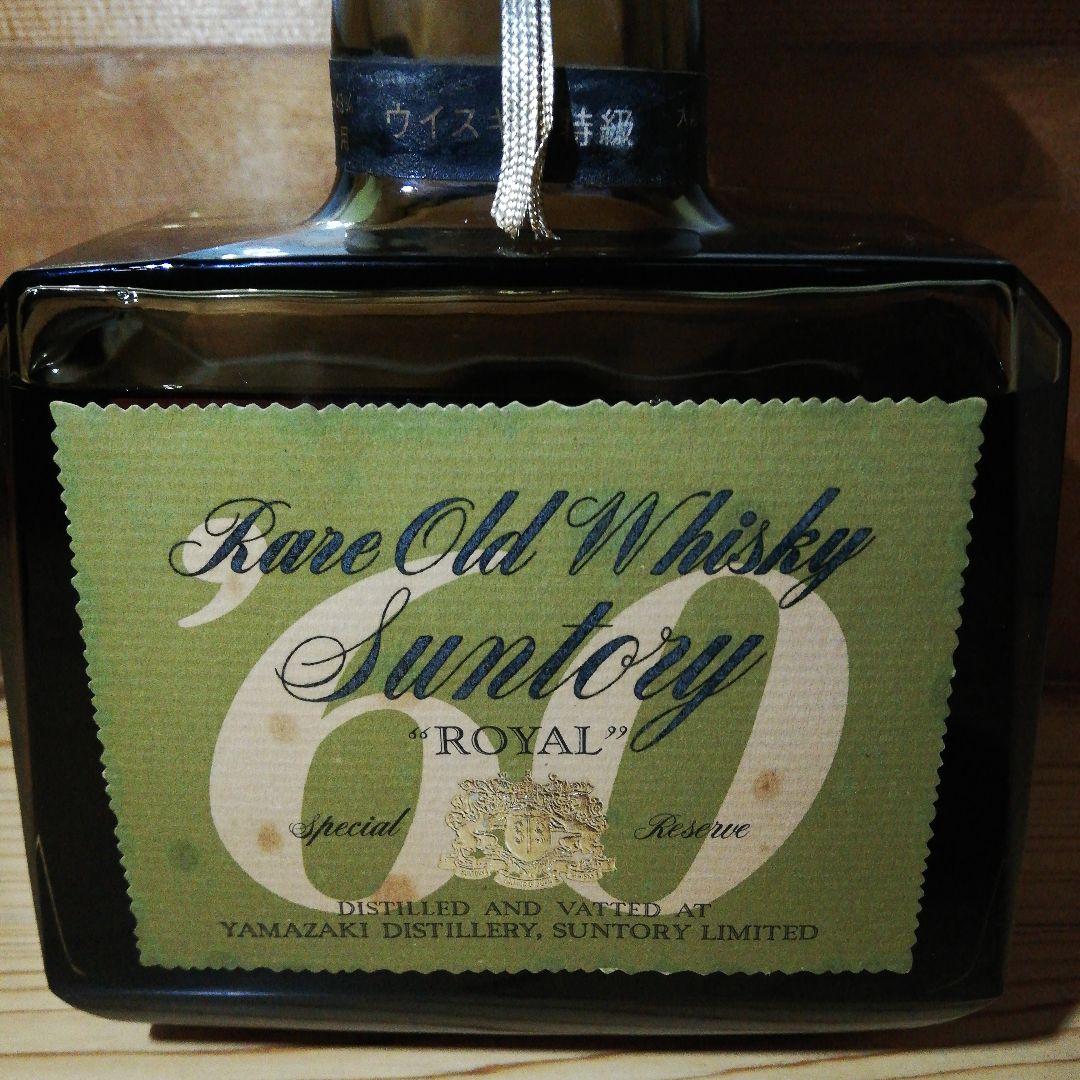 ウイスキー特級
Rare Old Whisky
'60
Suntory
"ROYAL"
Special Reserve
DISTILLED AND VATTED AT
YAMAZAKI DISTILLERY, SUNTORY LIMITED